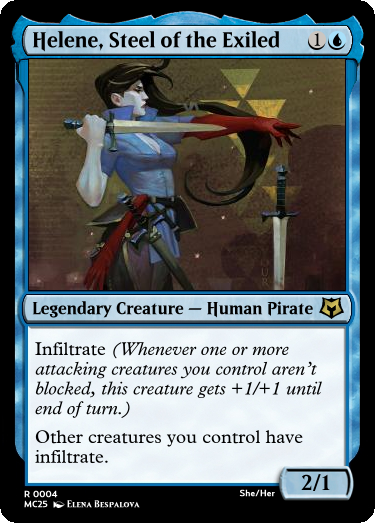 Helene, Steel of the Exiled 1
Legendary Creature — Human Pirate
Infiltrate (Whenever one or more
attacking creatures you control aren't
blocked, this creature gets +1/+1 until
end of turn.)
Other creatures you control have
infiltrate.
2/1
R 0004 She/Her
MC25 Elena Bespalova